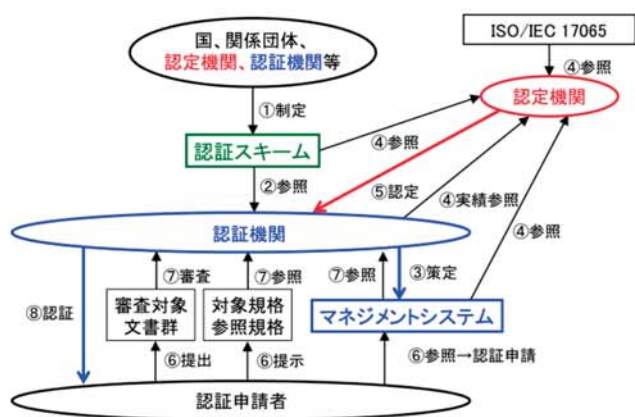 国、関係団体、
認定機関、認証機関等
ISO/IEC 17065
④参照
認定機関
①制定
認証スキーム
④参照
②参照
⑤認定
④実績参照
④参照
認証機関
⑦審査
⑦参照
⑦参照
③策定
⑧認証
審査対象
文書群
対象規格
参照規格
マネジメントシステム
⑥提出
⑥提示
⑥参照→認証申請
認証申請者